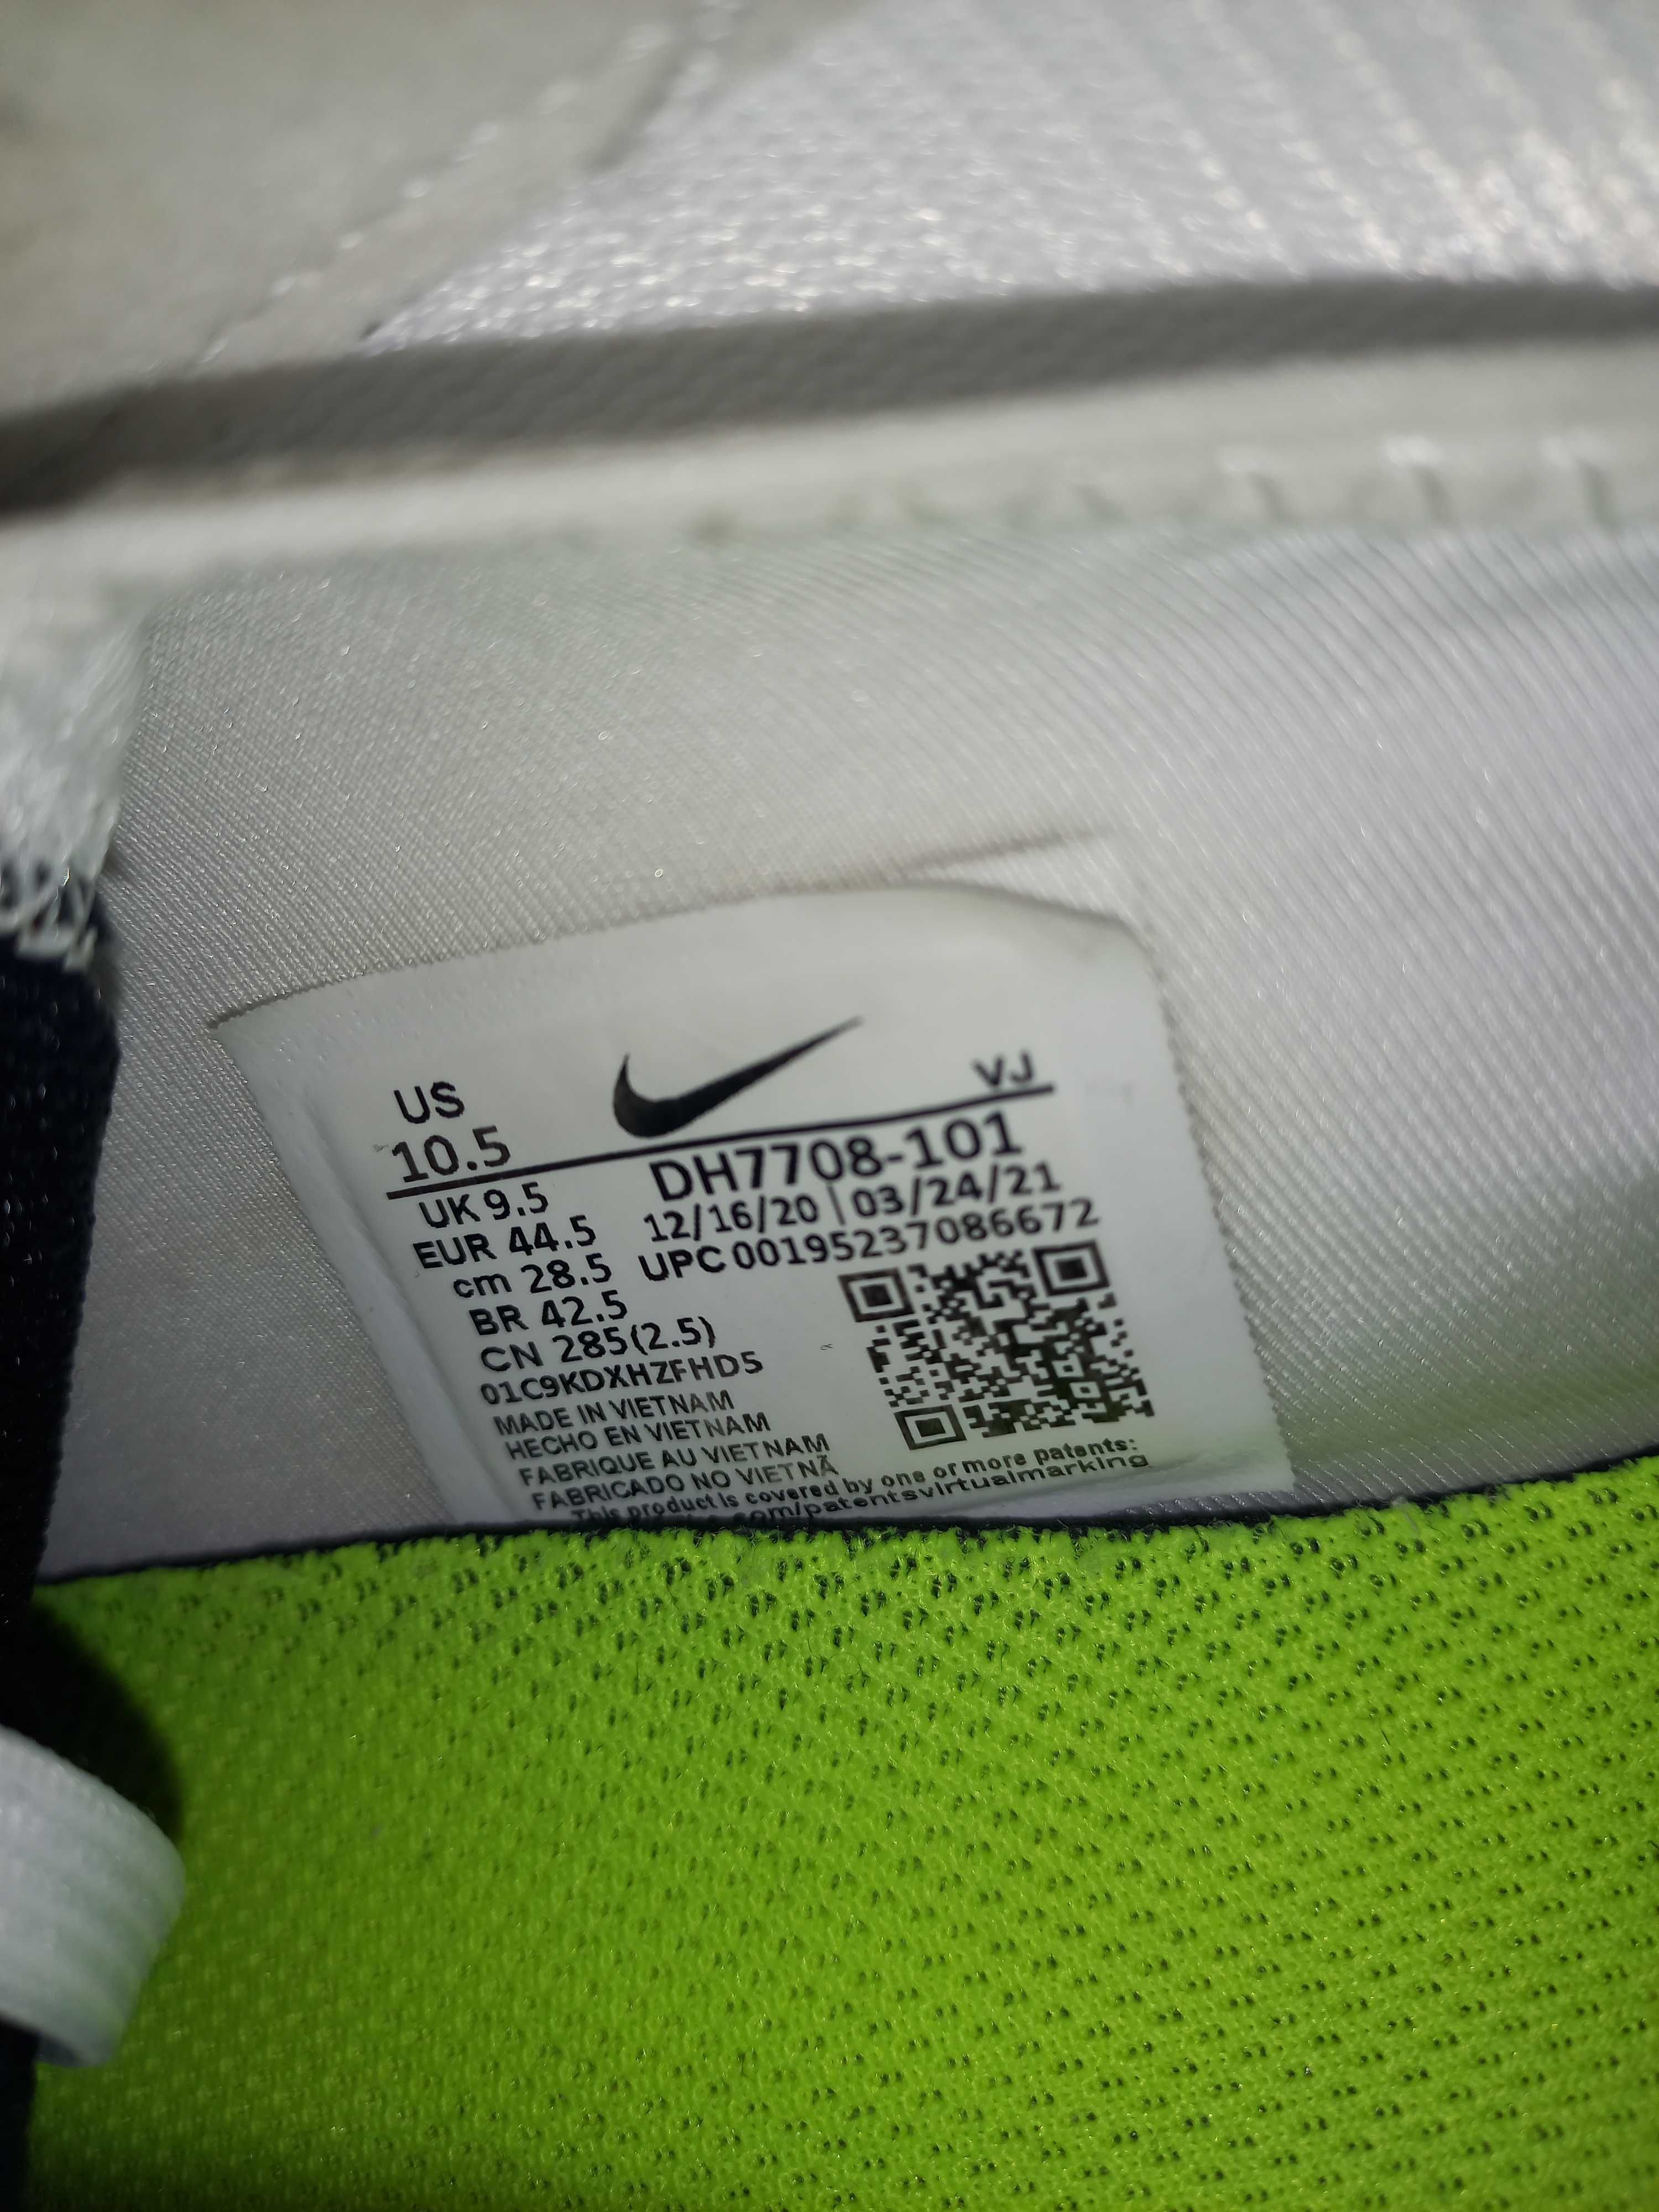 US
10.5
VJ
UK 9.5
DH7708-101
EUR 44.5
12/16/20 | 03/24/21
cm 28.5
UPC 00195237086672
BR 42.5
CN 285(2.5)
01C9KDXHZFHD5
MADE IN VIETNAM
HECHO EN VIETNAM
FABRIQUE AU VIETNAM
FABRICADO NO VIETNÃ
This product is covered by one or more patents:
.com/patentsvirtualmarking